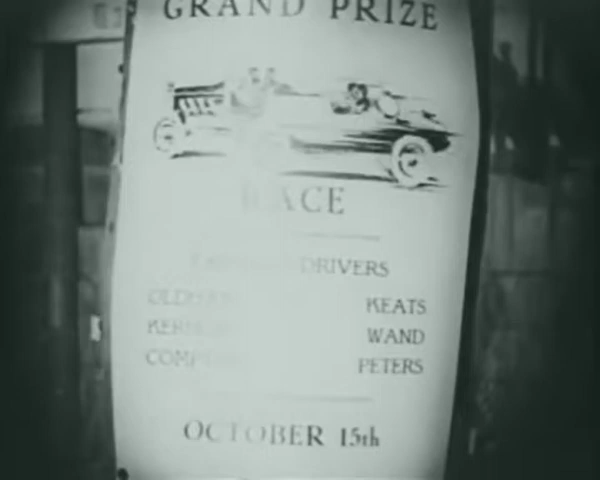 GRAND PRIZE
RACE
DRIVERS
KEATS
WAND
PETERS
OCTOBER 15th